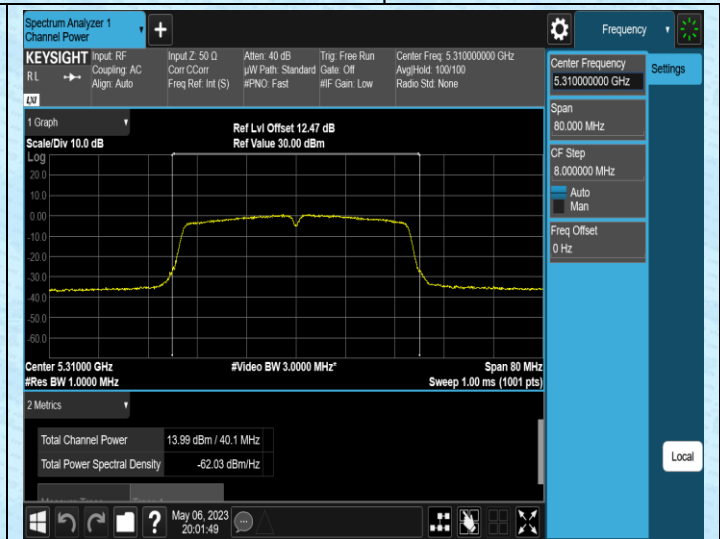 Spectrum Analyzer 1
Channel Power
+
Frequency
KEYSIGHT
RL
LXI
Input: RF
Coupling: AC
Align: Auto
Input Z: 50 Ω
Corr CCorr
Freq Ref: Int (S)
Atten: 40 dB
µW Path: Standard
#PNO: Fast
Trig: Free Run
Gate: Off
#IF Gain: Low
Center Freq: 5.310000000 GHz
Avg|Hold: 100/100
Radio Std: None
Center Frequency
5.310000000 GHz
Settings
Span
80.000 MHz
CF Step
8.000000 MHz
Auto
Man
Freq Offset
0 Hz
1 Graph
Scale/Div 10.0 dB
Ref Lvl Offset 12.47 dB
Ref Value 30.00 dBm
Log
20.0
10.0
0.00
-10.0
-20.0
-30.0
-40.0
-50.0
-60.0
Center 5.31000 GHz
#Res BW 1.0000 MHz
#Video BW 3.0000 MHz*
Span 80 MHz
Sweep 1.00 ms (1001 pts)
2 Metrics
Total Channel Power 13.99 dBm / 40.1 MHz
Total Power Spectral Density -62.03 dBm/Hz
Local
?
May 06, 2023
20:01:49